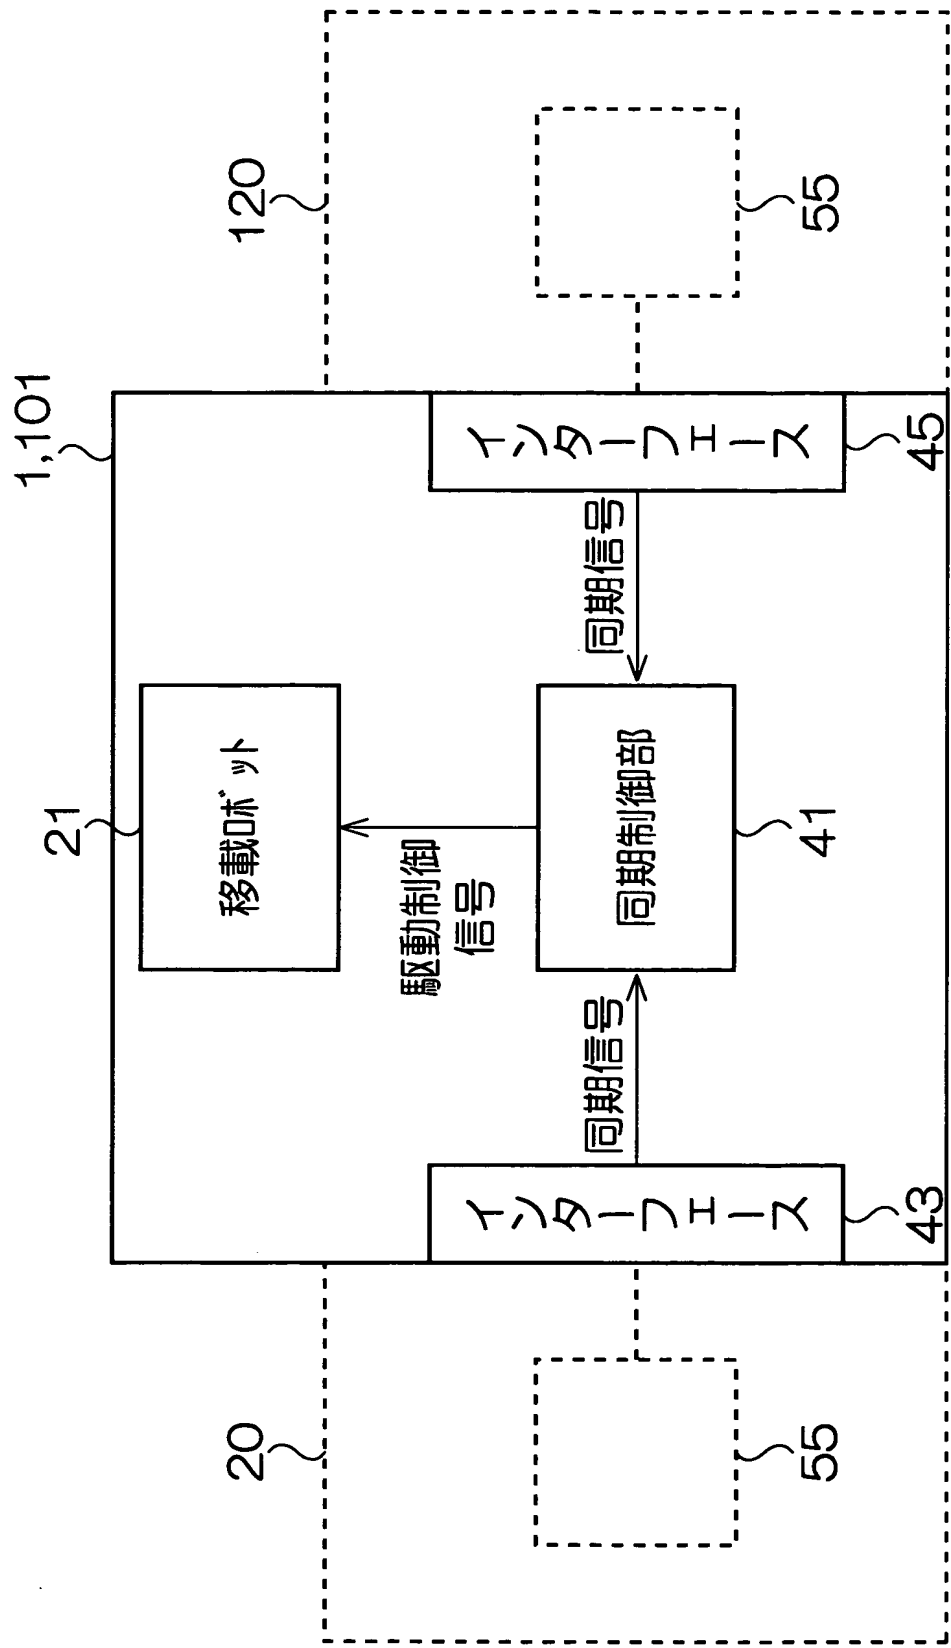 1,101
20
120
21
移載ロボット
駆動制御
信号
インターフェース
同期信号
同期制御部
同期信号
インターフェース
55
43
41
45
55